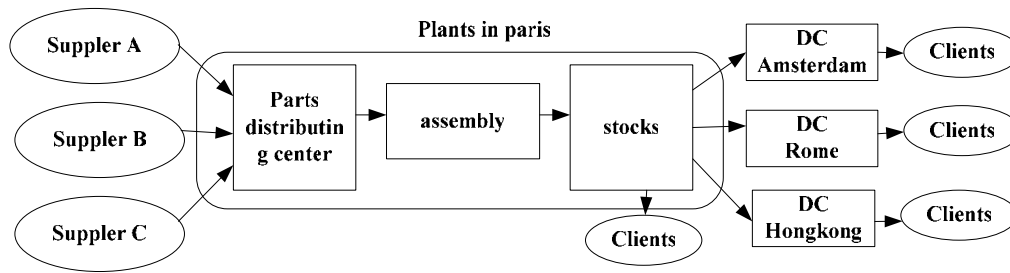 Plants in paris
Suppler A
Suppler B
Suppler C
Parts
distributin
g center
assembly
stocks
Clients
DC
Amsterdam
Clients
DC
Rome
Clients
DC
Hongkong
Clients